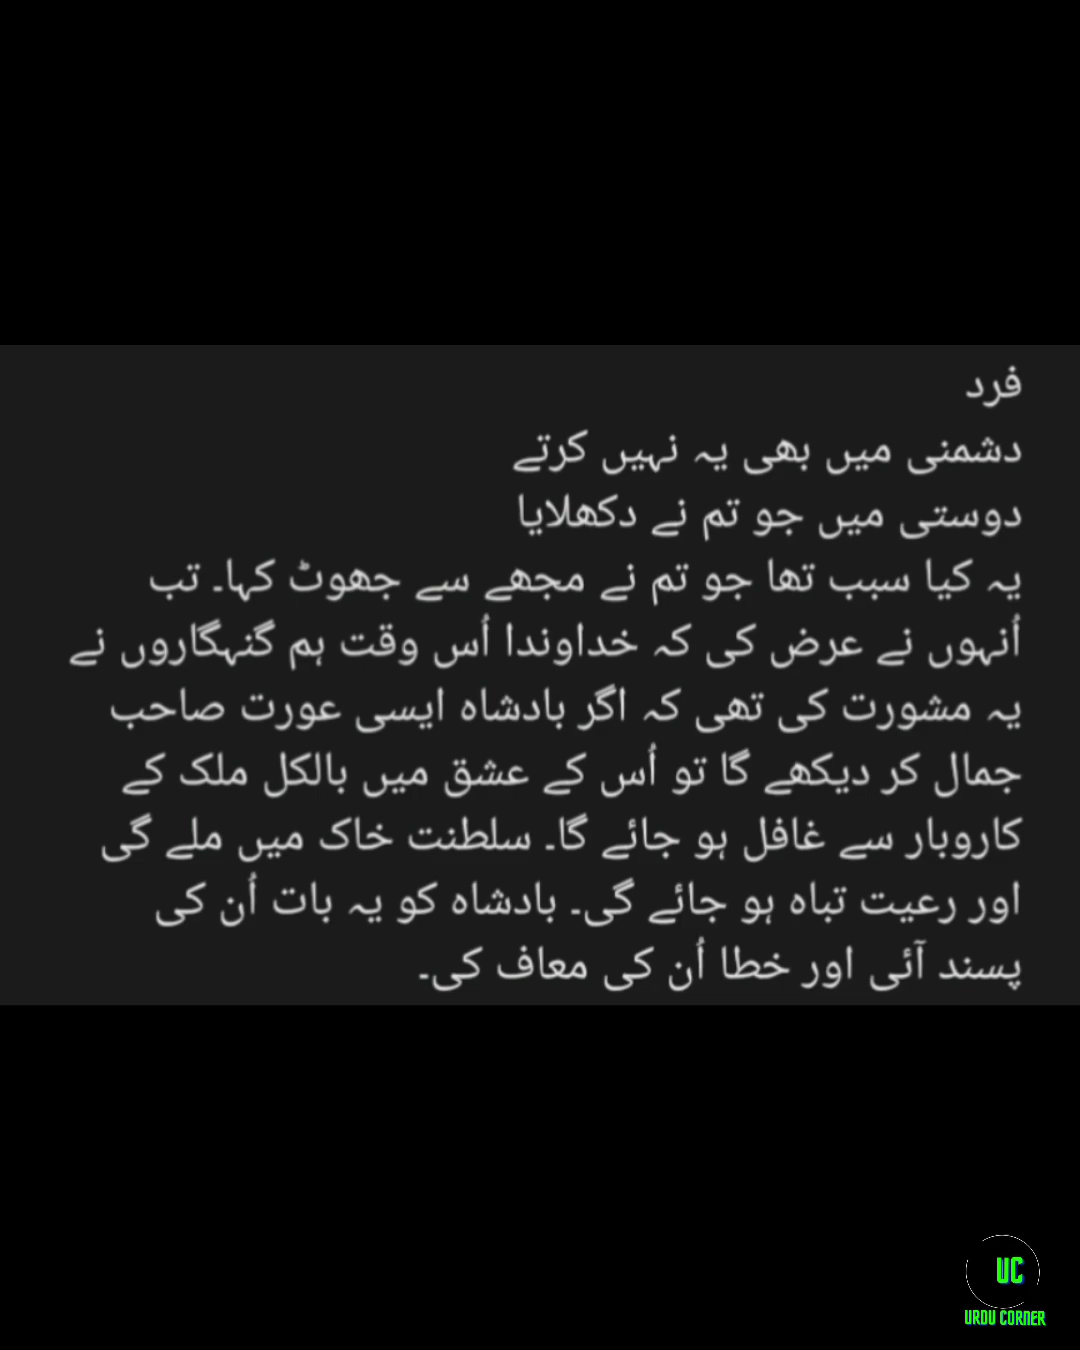 فرد
دشمنی میں بھی یہ نہیں کرتے
دوستی میں جو تم نے دکھلایا
یہ کیا سبب تھا جو تم نے مجھے سے جھوٹ کہا۔ تب
اُنہوں نے عرض کی کہ خداوندا اُس وقت ہم گنہگاروں نے
یہ مشورت کی تھی کہ اگر بادشاہ ایسی عورت صاحب
جمال کر دیکھے گا تو اُس کے عشق میں بالکل ملک کے
کاروبار سے غافل ہو جائے گا۔ سلطنت خاک میں ملے گی
اور رعیت تباہ ہو جائے گی۔ بادشاہ کو یہ بات اُن کی
پسند آئی اور خطا اُن کی معاف کی۔
UC
URDU CORNER